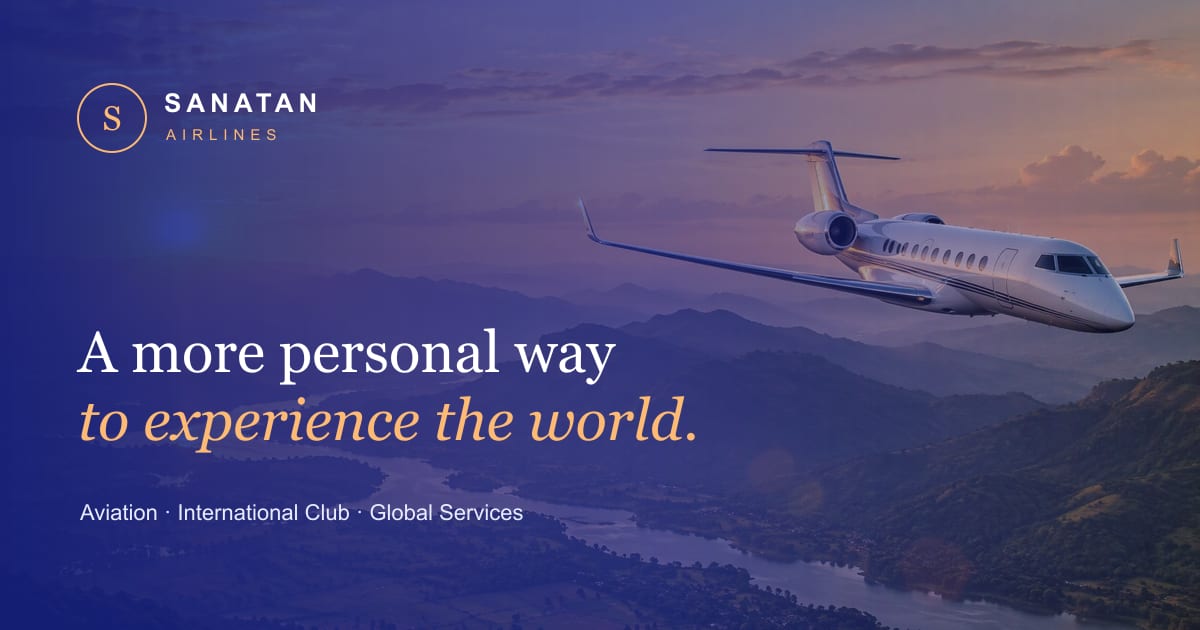 S
SANATAN
AIRLINES
A more personal way
to experience the world.
Aviation · International Club · Global Services